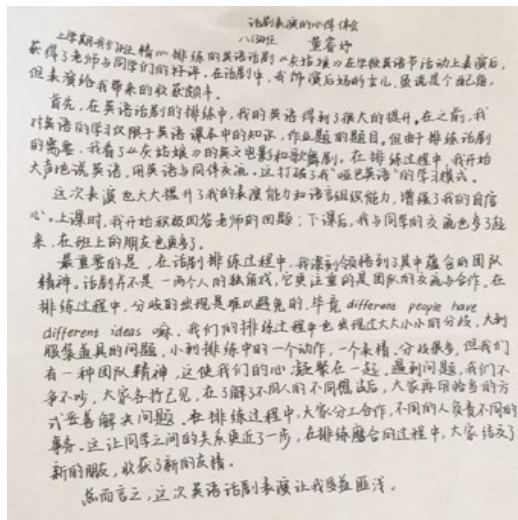 话剧表演的心得体会
八(3)班 董睿妤
上学期我们班精心排练的英语话剧《灰姑娘》在学校英语节活动上表演后,
获得了老师与同学们的好评。在话剧中,我饰演后妈的女儿,虽说是个配角,
但表演给我带来的收获颇丰。
首先,在英语话剧的排练中,我的英语得到了很大的提升。在之前,我
对英语的学习仅限于英语课本中的知识,作业题的题目。但由于排练话剧
的需要,我看了《灰姑娘》的英文电影和歌舞剧。在排练过程中,我开始
大声地说英语,用英语与同伴交流。这打破了我“哑巴英语”的学习模式。
这次表演也大大提升了我的表演能力和语言组织能力,增强了我的自信
心。上课时,我开始积极回答老师的问题;下课后,我与同学的交流也多了起
来,在班上的朋友也更多了。
最重要的是,在话剧排练过程中,我深刻领悟到了其中蕴含的团队
精神。话剧并不是一两个人的独角戏,它更注重的是团队的交流与合作。在
排练过程中,分歧的出现是难以避免的,毕竟different people have
different ideas嘛。我们的排练过程中也出现过大大小小的分歧,大到
服装道具的问题,小到排练中的一个动作,一个表情。分歧很多,但我们
有一种团队精神,这使我们的心凝聚在一起。遇到问题,我们不
争不吵,大家各抒己见,在了解了不同人的不同想法后,大家再用恰当的方
式妥善解决问题。在排练过程中,大家分工合作,不同的人负责不同的
事务。这让同学之间的关系更近了一步,在排练磨合的过程中,大家结交了
新的朋友,收获了新的友情。
总而言之,这次英语话剧表演让我受益匪浅。